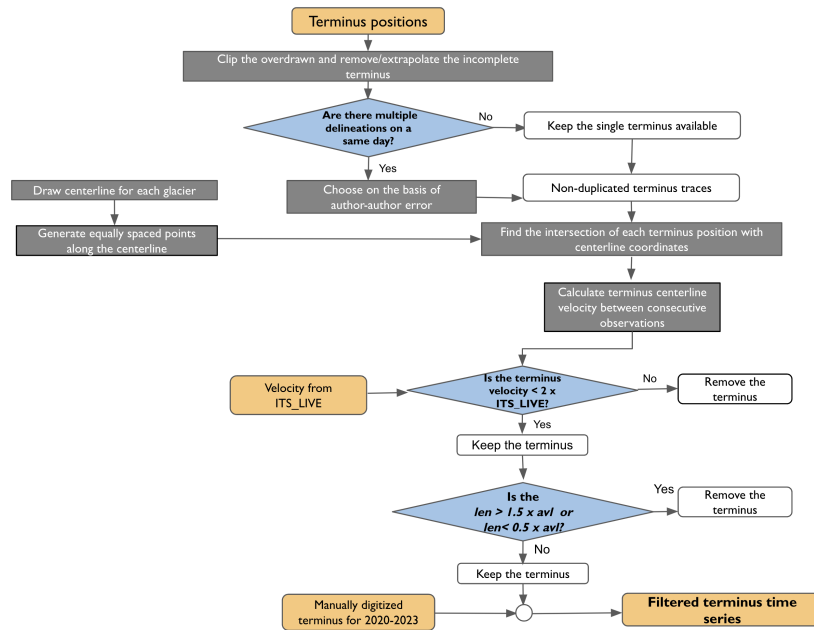 Terminus positions
Clip the overdrawn and remove/extrapolate the incomplete
terminus
Are there multiple
delineations on a
same day?
No
Keep the single terminus available
Yes
Draw centerline for each glacier
Choose on the basis of
author-author error
Non-duplicated terminus traces
Generate equally spaced points
along the centerline
Find the intersection of each terminus position with
centerline coordinates
Calculate terminus centerline
velocity between consecutive
observations
Velocity from
ITS_LIVE
Is the terminus
velocity < 2 x
ITS_LIVE?
No
Remove the
terminus
Yes
Keep the terminus
Is the
len > 1.5 x avl or
len< 0.5 x avl?
Yes
Remove the
terminus
No
Keep the terminus
Manually digitized
terminus for 2020-2023
Filtered terminus time
series